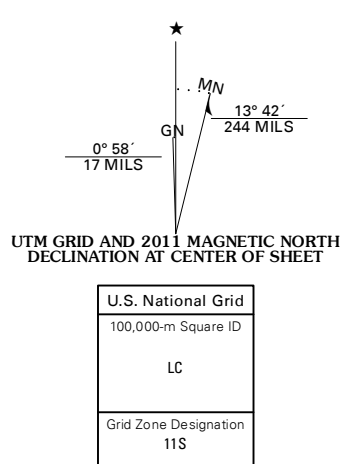 ★
MN
GN
13° 42´
244 MILS
0° 58´
17 MILS
UTM GRID AND 2011 MAGNETIC NORTH
DECLINATION AT CENTER OF SHEET
U.S. National Grid
100,000-m Square ID
LC
Grid Zone Designation
11S